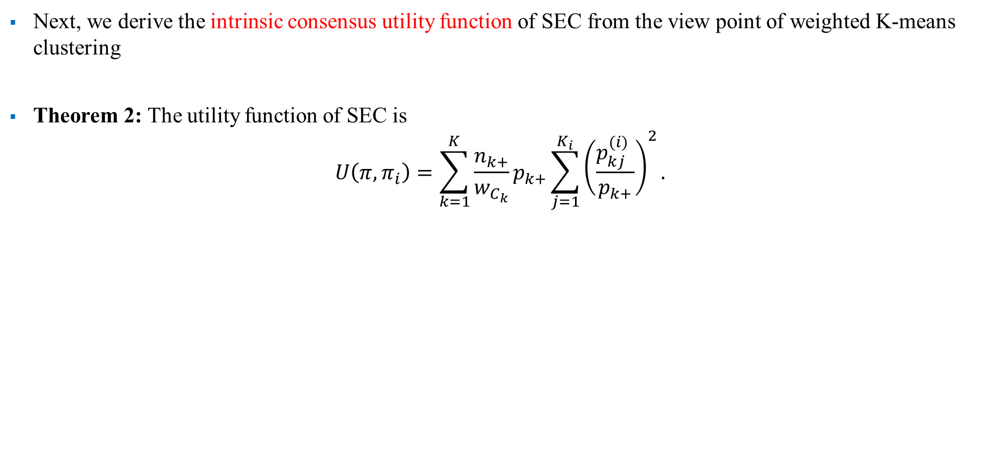 ▪ Next, we derive the intrinsic consensus utility function of SEC from the view point of weighted K-means
clustering
▪ Theorem 2: The utility function of SEC is
$U(\pi, \pi_i) = \sum_{k=1}^{K} \frac{n_{k+}}{w_{C_k}} p_{k+} \sum_{j=1}^{K_i} \left( \frac{p_{kj}^{(i)}}{p_{k+}} \right)^2 .$